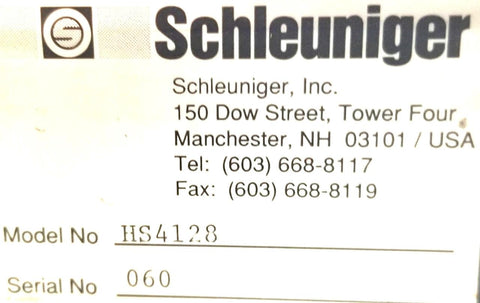 Schleuniger
Schleuniger, Inc.
150 Dow Street, Tower Four
Manchester, NH 03101 / USA
Tel: (603) 668-8117
Fax: (603) 668-8119
Model No HS4128
Serial No 060